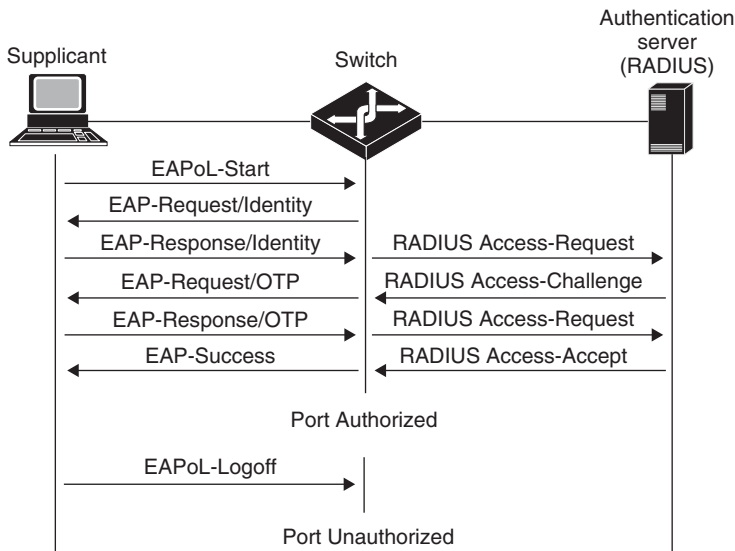 Authentication
server
(RADIUS)
Supplicant
Switch
EAPoL-Start
EAP-Request/Identity
EAP-Response/Identity
RADIUS Access-Request
EAP-Request/OTP
RADIUS Access-Challenge
EAP-Response/OTP
RADIUS Access-Request
EAP-Success
RADIUS Access-Accept
Port Authorized
EAPoL-Logoff
Port Unauthorized